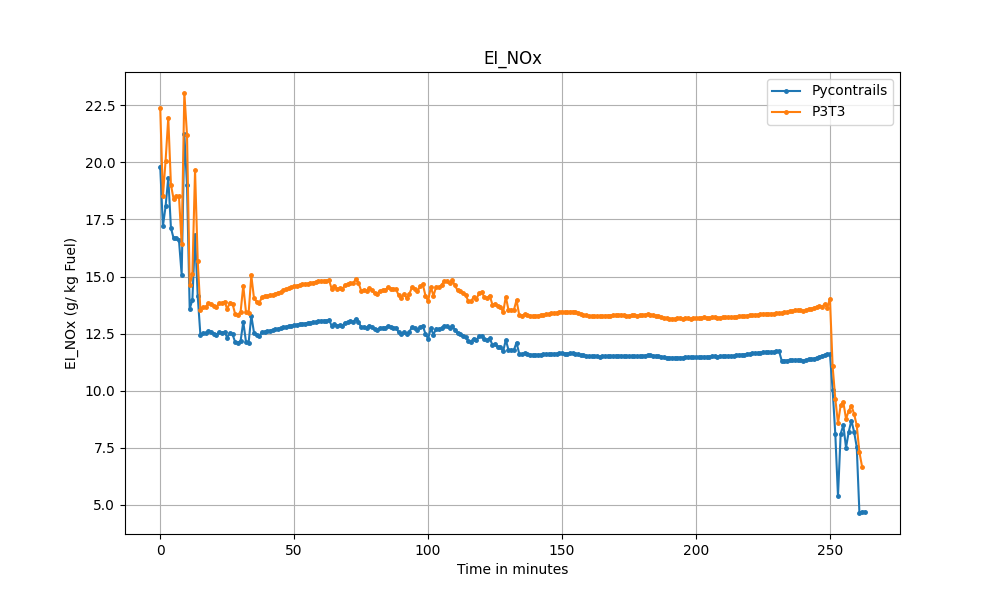 EI_NOx
Pycontrails
P3T3
EI_NOx (g/ kg Fuel)
22.5
20.0
17.5
15.0
12.5
10.0
7.5
5.0
0 50 100 150 200 250
Time in minutes